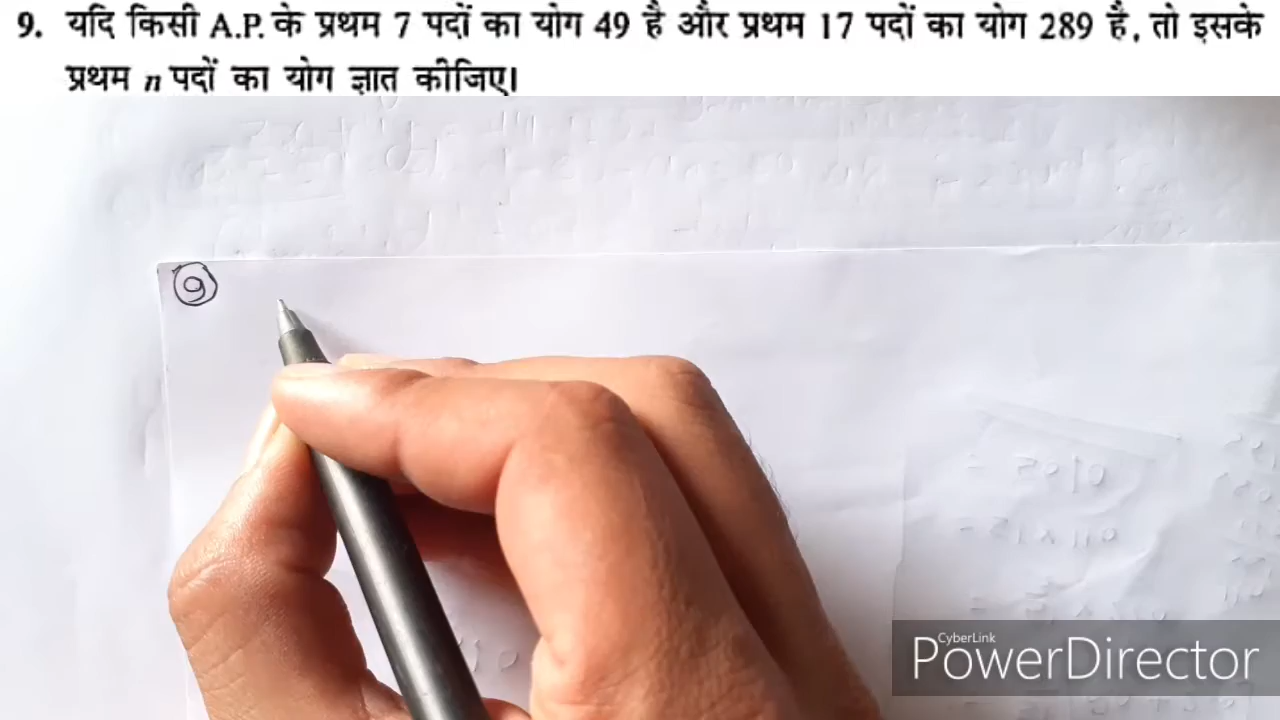 9. यदि किसी A.P. के प्रथम 7 पदों का योग 49 है और प्रथम 17 पदों का योग 289 है, तो इसके
प्रथम n पदों का योग ज्ञात कीजिए।
9
CyberLink
PowerDirector